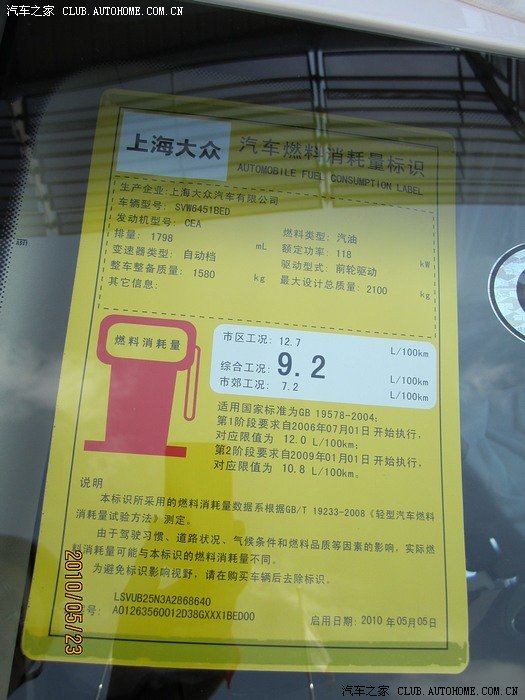 汽车之家 CLUB.AUTOHOME.COM.CN
上海大众 汽车燃料消耗量标识
AUTOMOBILE FUEL CONSUMPTION LABEL
生产企业:上海大众汽车有限公司
车辆型号: SVW6451BED
发动机型号: CEA 燃料类型: 汽油
排量: 1798 mL 额定功率: 118 kW
变速器类型: 自动档 驱动型式: 前轮驱动
整车整备质量: 1580 kg 最大设计总质量: 2100 kg
其它信息:
燃料消耗量
市区工况: 12.7 L/100km
综合工况: 9.2 L/100km
市郊工况: 7.2 L/100km
适用国家标准为GB 19578-2004;
第1阶段要求自2006年07月01日 开始执行,
对应限值为 12.0 L/100km;
第2阶段要求自2009年01月01日 开始执行,
对应限值为 10.8 L/100km;
说明
本标识所采用的燃料消耗量数据系根据GB/T 19233-2008《轻型汽车燃料
消耗量试验方法》测定。
由于驾驶习惯、道路状况、气候条件和燃料品质等因素的影响,实际燃
料消耗量可能与本标识的燃料消耗量不同。
为避免标识影响视野,请在购买车辆后去除标识。
LSVUB25N3A2868640
号: A01263560012D38GXXX1BED00 启用日期: 2010 年05月05日
2010/05/23
汽车之家 CLUB.AUTOHOME.COM.CN